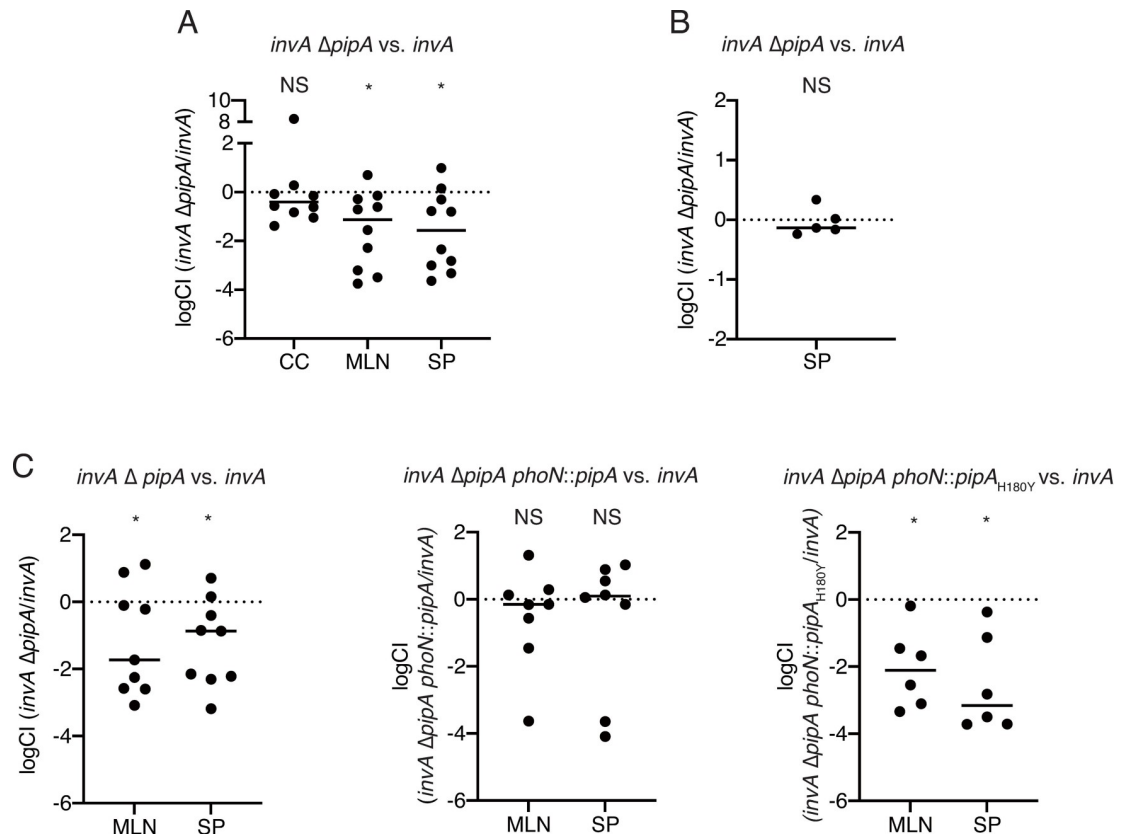 A
invA ΔpipA vs. invA
NS * *
logCI (invA ΔpipA/invA)
10
8
2
0
-2
-4
-6
CC MLN SP
B
invA ΔpipA vs. invA
NS
logCI (invA ΔpipA/invA)
2
1
0
-1
-2
SP
C
invA Δ pipA vs. invA
* *
logCI (invA ΔpipA/invA)
2
0
-2
-4
-6
MLN SP
invA ΔpipA phoN::pipA vs. invA
NS NS
logCI
(invA ΔpipA phoN::pipA/invA)
2
0
-2
-4
-6
MLN SP
invA ΔpipA phoN::pipAH180Y vs. invA
* *
logCI
(invA ΔpipA phoN::pipAH180Y/invA)
2
0
-2
-4
-6
MLN SP